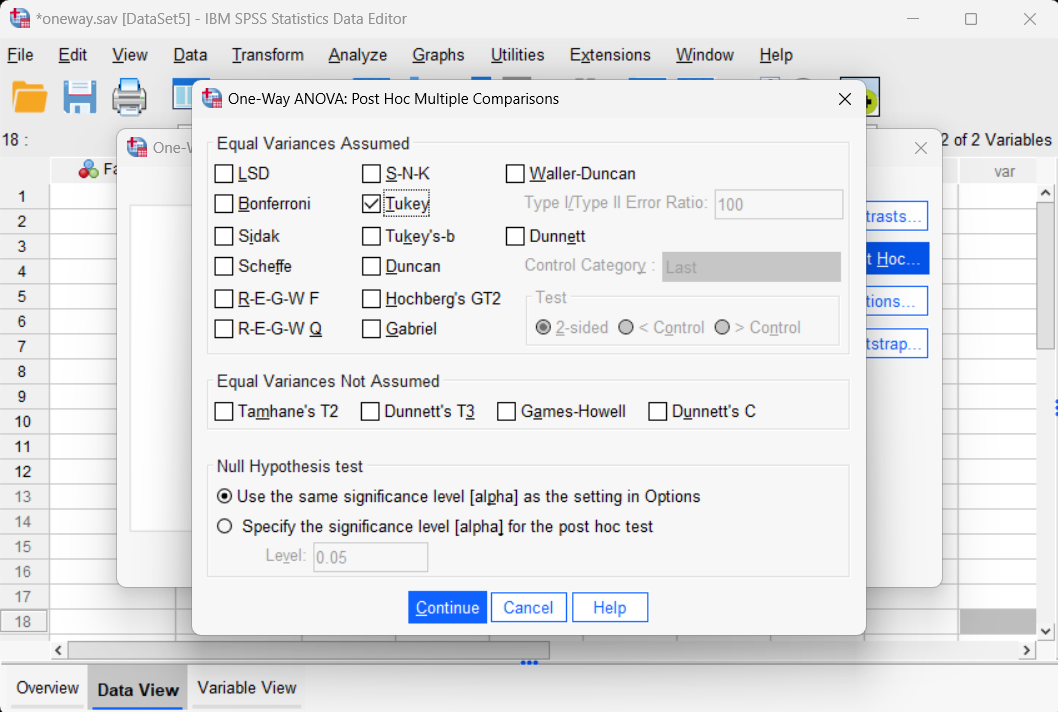 *oneway.sav [DataSet5] - IBM SPSS Statistics Data Editor
File Edit View Data Transform Analyze Graphs Utilities Extensions Window Help
One-Way ANOVA: Post Hoc Multiple Comparisons
18 :
2 of 2 Variables
One-W
Fa
var
Equal Variances Assumed
LSD S-N-K Waller-Duncan
Bonferroni Tukey Type I/Type II Error Ratio: 100
Sidak Tukey's-b Dunnett
Scheffe Duncan Control Category : Last
R-E-G-W F Hochberg's GT2 Test
R-E-G-W Q Gabriel 2-sided < Control > Control
Equal Variances Not Assumed
Tamhane's T2 Dunnett's T3 Games-Howell Dunnett's C
Null Hypothesis test
Use the same significance level [alpha] as the setting in Options
Specify the significance level [alpha] for the post hoc test
Level: 0.05
Continue Cancel Help
trasts...
t Hoc...
tions...
tstrap...
1
2
3
4
5
6
7
8
9
10
11
12
13
14
15
16
17
18
Overview Data View Variable View